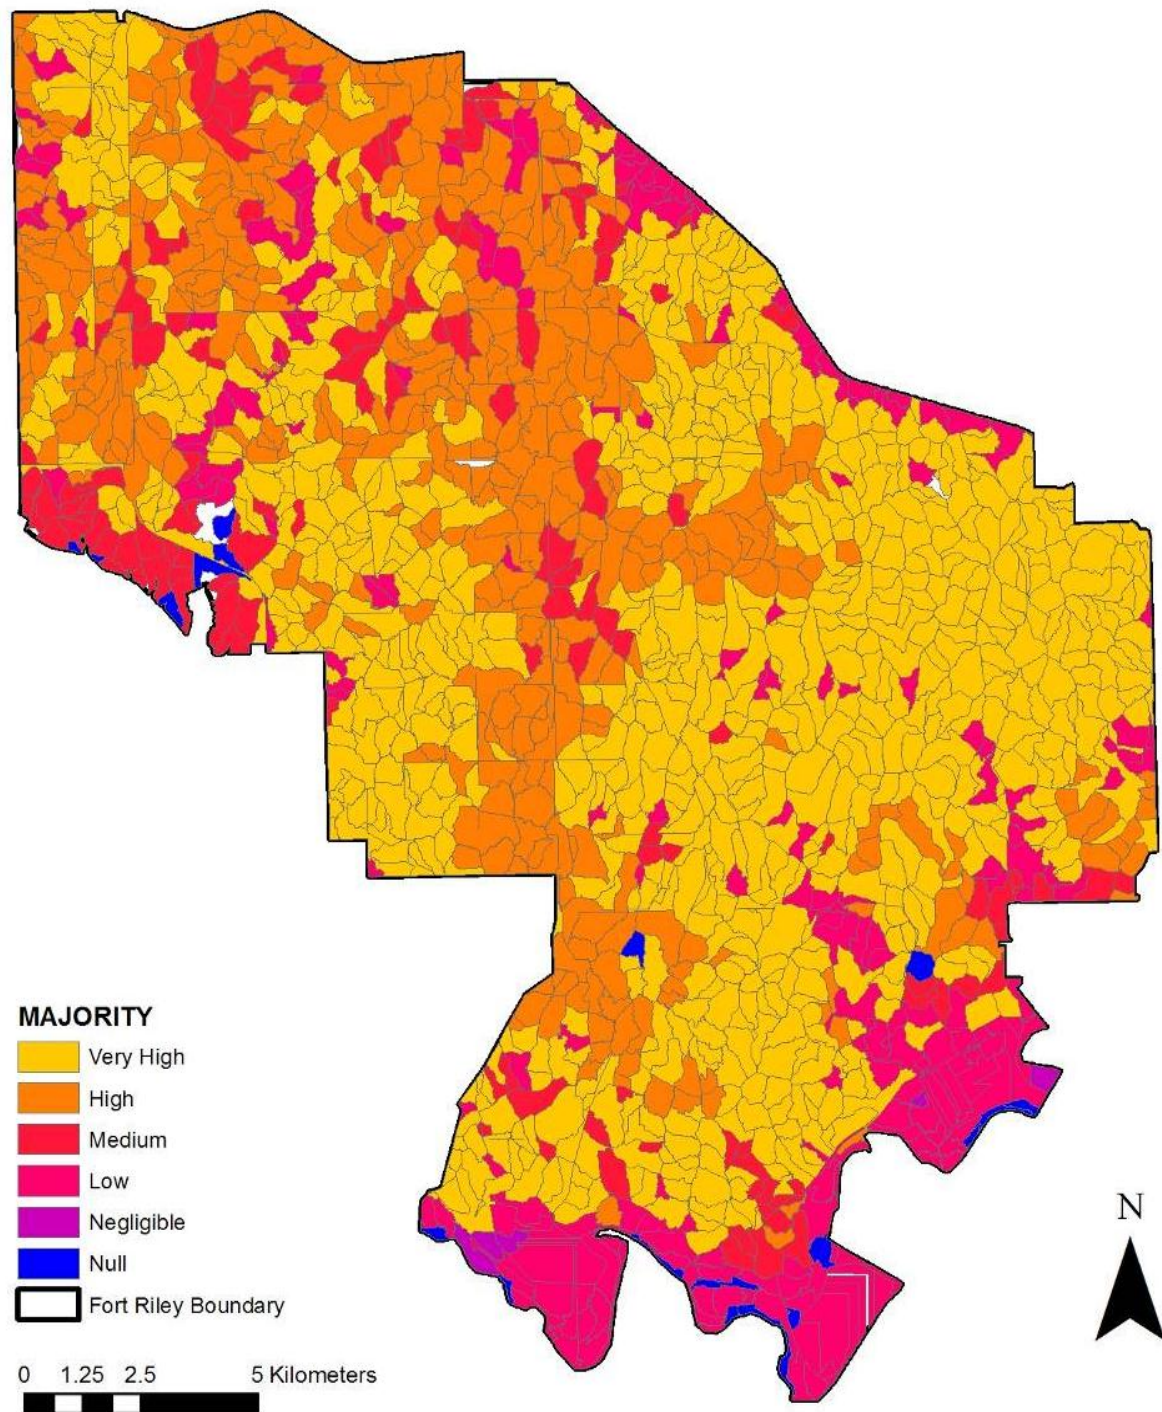 MAJORITY
Very High
High
Medium
Low
Negligible
Null
Fort Riley Boundary
0 1.25 2.5 5 Kilometers
N